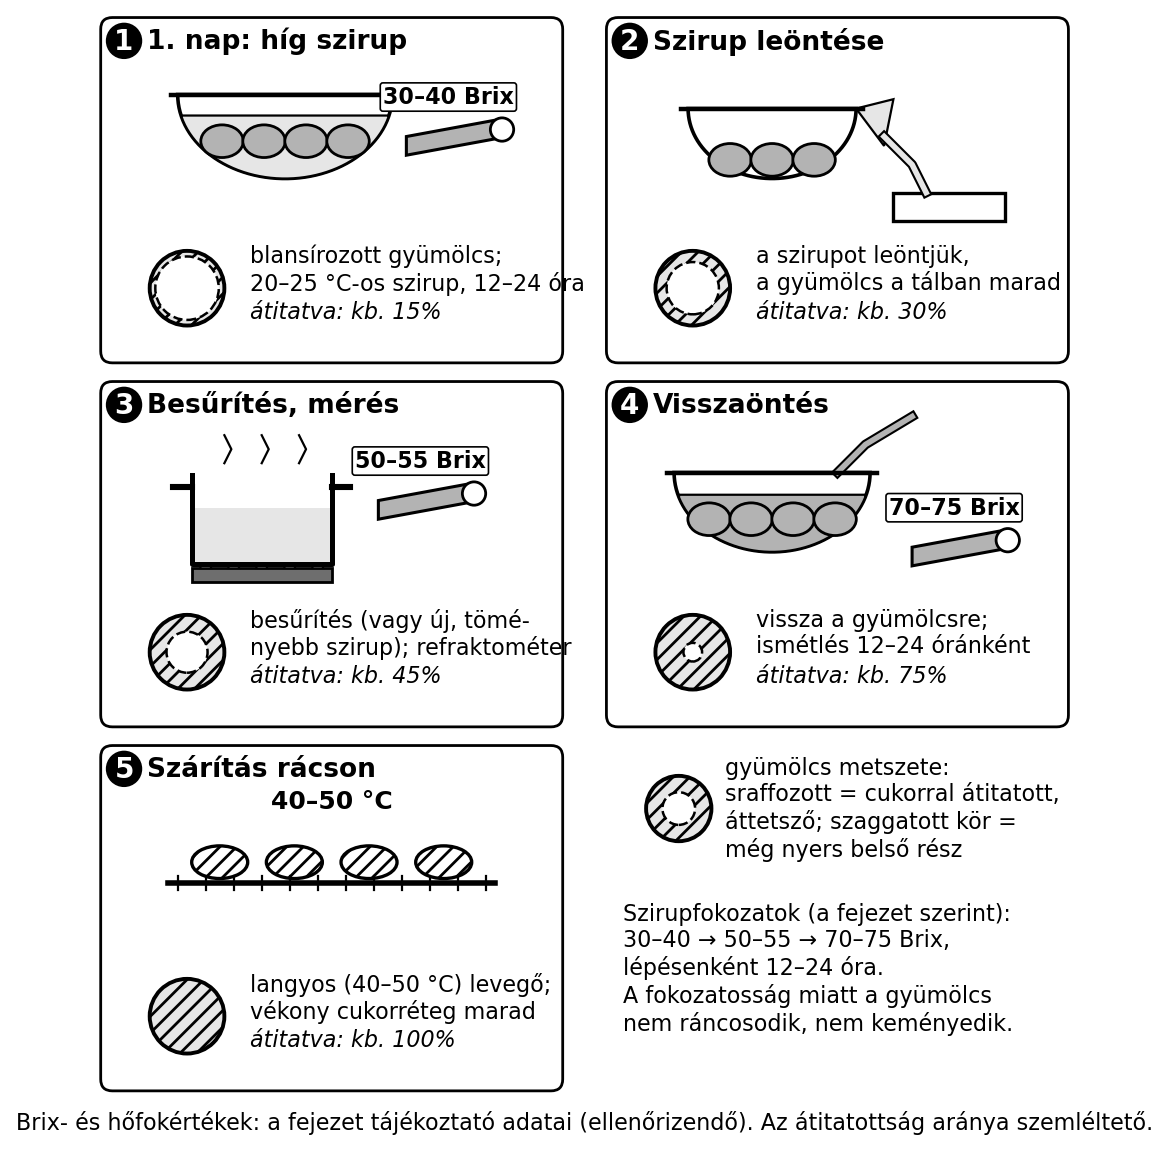 1 1. nap: híg szirup
30–40 Brix
blansírozott gyümölcs;
20–25 °C-os szirup, 12–24 óra
átitatva: kb. 15%
2 Szirup leöntése
a szirupot leöntjük,
a gyümölcs a tálban marad
átitatva: kb. 30%
3 Besűrítés, mérés
50–55 Brix
besűrítés (vagy új, tömé-
nyebb szirup); refraktométer
átitatva: kb. 45%
4 Visszaöntés
70–75 Brix
vissza a gyümölcsre;
ismétlés 12–24 óránként
átitatva: kb. 75%
5 Szárítás rácson
40–50 °C
langyos (40–50 °C) levegő;
vékony cukorréteg marad
átitatva: kb. 100%
gyümölcs metszete:
sraffozott = cukorral átitatott,
áttetsző; szaggatott kör =
még nyers belső rész
Szirupfokozatok (a fejezet szerint):
30–40 → 50–55 → 70–75 Brix,
lépésenként 12–24 óra.
A fokozatosság miatt a gyümölcs
nem ráncosodik, nem keményedik.
Brix- és hőfokértékek: a fejezet tájékoztató adatai (ellenőrizendő). Az átitatottság aránya szemléltető.